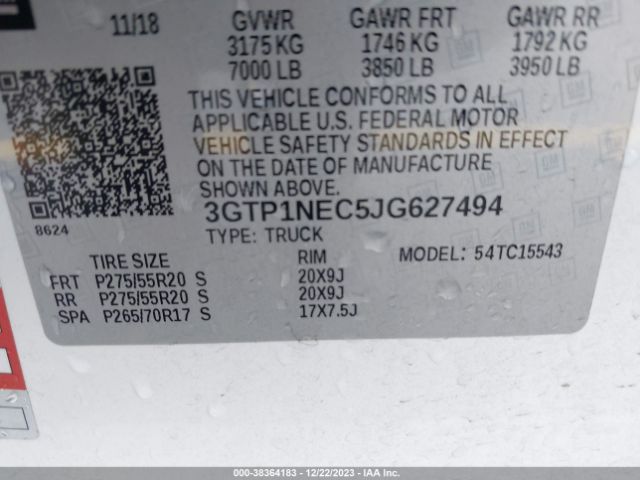 11/18 GVWR GAWR FRT GAWR RR
3175 KG 1746 KG 1792 KG
7000 LB 3850 LB 3950 LB
THIS VEHICLE CONFORMS TO ALL
APPLICABLE U.S. FEDERAL MOTOR
VEHICLE SAFETY STANDARDS IN EFFECT
ON THE DATE OF MANUFACTURE
SHOWN ABOVE.
8624
3GTP1NEC5JG627494
TYPE: TRUCK
MODEL: 54TC15543
TIRE SIZE RIM
FRT P275/55R20 S 20X9J
RR P275/55R20 S 20X9J
SPA P265/70R17 S 17X7.5J
000-38364183 - 12/22/2023 - IAA Inc.